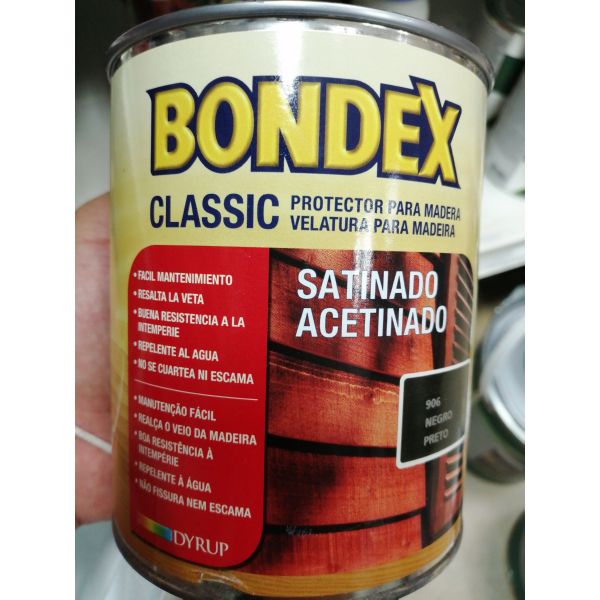 BONDEX
CLASSIC
PROTECTOR PARA MADERA
VELATURA PARA MADEIRA
SATINADO
ACETINADO
• FACIL MANTENIMIENTO
• RESALTA LA VETA
• BUENA RESISTENCIA A LA
INTEMPERIE
• REPELENTE AL AGUA
• NO SE CUARTEA NI ESCAMA
• MANUTENÇÃO FÁCIL
• REALÇA O VEIO DA MADEIRA
• BOA RESISTÊNCIA À
INTEMPÉRIE
• REPELENTE À ÁGUA
• NÃO FISSURA NEM ESCAMA
906
NEGRO
PRETO
DYRUP